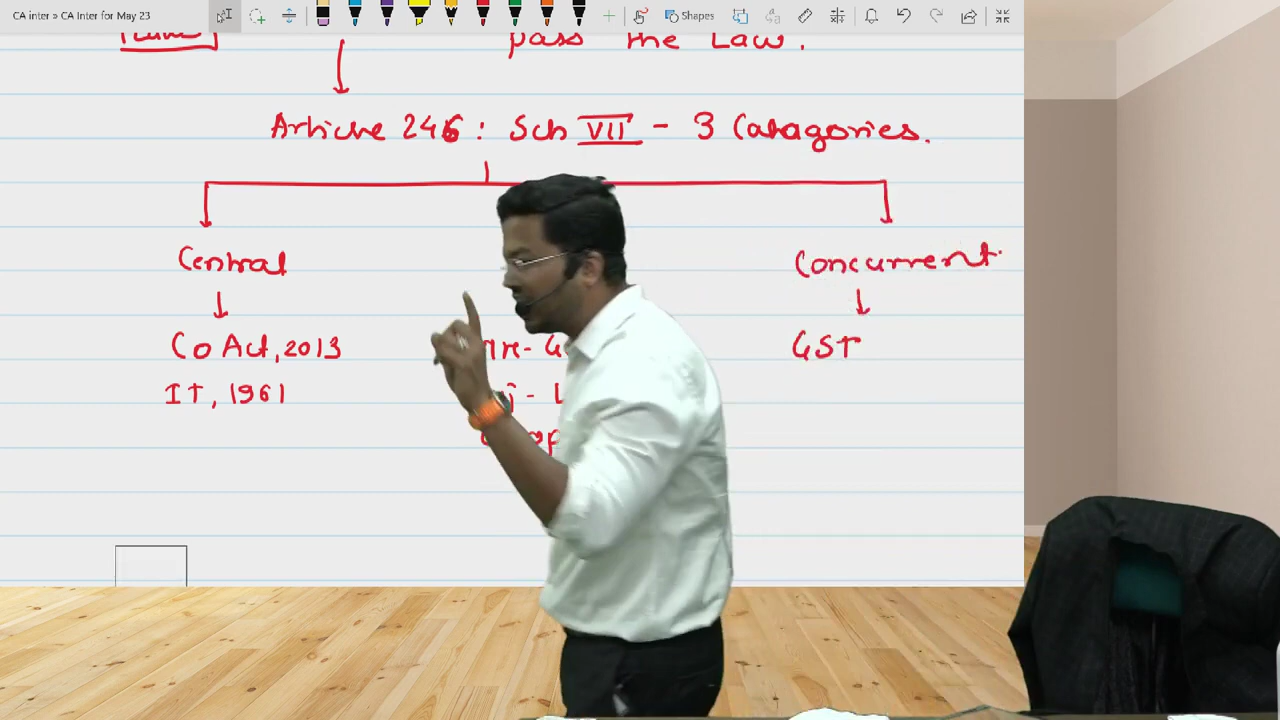 CA inter » CA Inter for May 23
Shapes
pass the Law.
Article 246 : Sch VII - 3 Catagories.
Central
Concurrent
Co Act, 2013
GST
IT, 1961